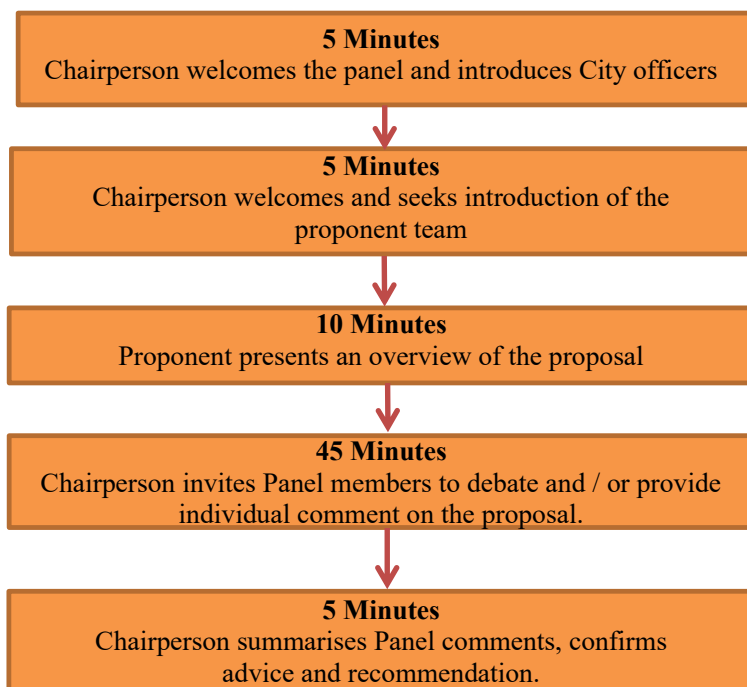 5 Minutes
Chairperson welcomes the panel and introduces City officers
5 Minutes
Chairperson welcomes and seeks introduction of the
proponent team
10 Minutes
Proponent presents an overview of the proposal
45 Minutes
Chairperson invites Panel members to debate and / or provide
individual comment on the proposal.
5 Minutes
Chairperson summarises Panel comments, confirms
advice and recommendation.